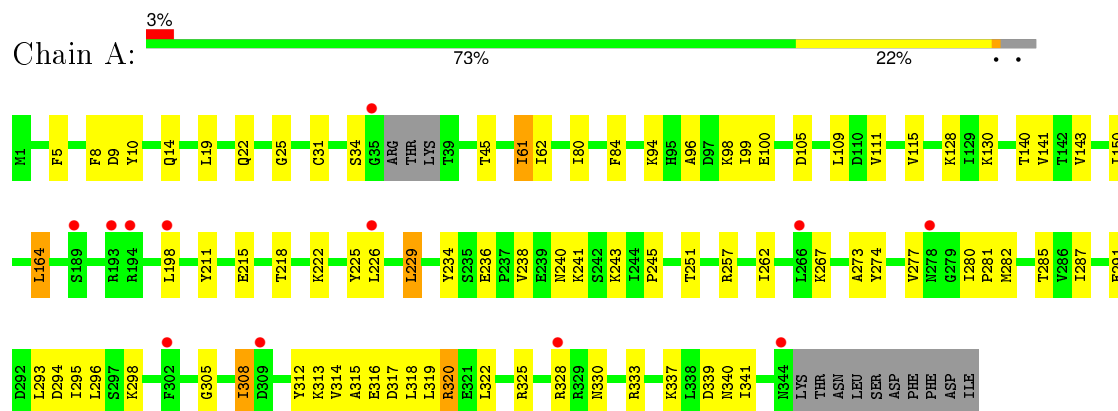 3%
Chain A:
73% 22% • •
M1 F5 F8 D9 Y10 Q14 L19 Q22 G25 C31 S34 G35 ARG THR LYS T39 T45 I61 I62 I80 F84 K94 H95 A96 D97 K98 I99 E100 D105 L109 D110 V111 V115 K128 I129 K130 T140 V141 T142 V143
L164 S189 R193 R194 L198 Y211 E215 T218 K222 Y225 L226 L229 Y234 S235 E236 P237 V238 E239 N240 K241 S242 K243 I244 P245 T251 R257 I262 L266 K267 A273 Y274 V277 N278 G279 I280 P281 M282 T285 V286 I287
D292 L293 D294 I295 L296 S297 K298 F302 G305 I308 D309 Y312 K313 V314 A315 E316 D317 L318 L319 R320 E321 L322 R325 R328 R329 N330 R333 K337 L338 D339 N340 I341 N344 LYS THR ASN LEU SER ASP PHE PHE ASP ILE